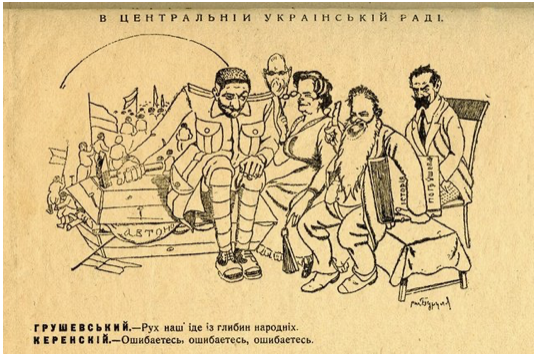 В ЦЕНТРАЛЬНІЙ УКРАЇНСЬКІЙ РАДІ.
АВТОН
ІСТОРІЯ
ГРУШЕВСЬКИЙ.—Рух наш іде із глибин народніх.
КЕРЕНСКІЙ.—Ошибаетесь, ошибаетесь, ошибаетесь.